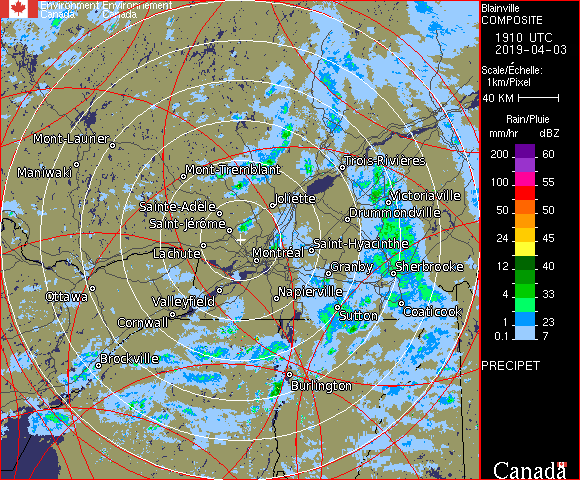 Environment Environnement
Canada Canada
Blainville
COMPOSITE
1910 UTC
2019-04-03
Scale/Échelle:
1km/Pixel
40 KM
Rain/Pluie
mm/hr dBZ
200 60
100 55
50 50
24 45
12 40
4 33
1 23
0.1 7
PRECIPET
Canada
Mont-Laurier
Maniwaki
Mont-Tremblant
Trois-Rivières
Sainte-Adèle
Joliette
Victoriaville
Drummondville
Saint-Jérôme
Lachute
Montréal
Saint-Hyacinthe
Granby
Sherbrooke
Ottawa
Valleyfield
Napierville
Coaticook
Cornwall
Sutton
Brockville
Burlington